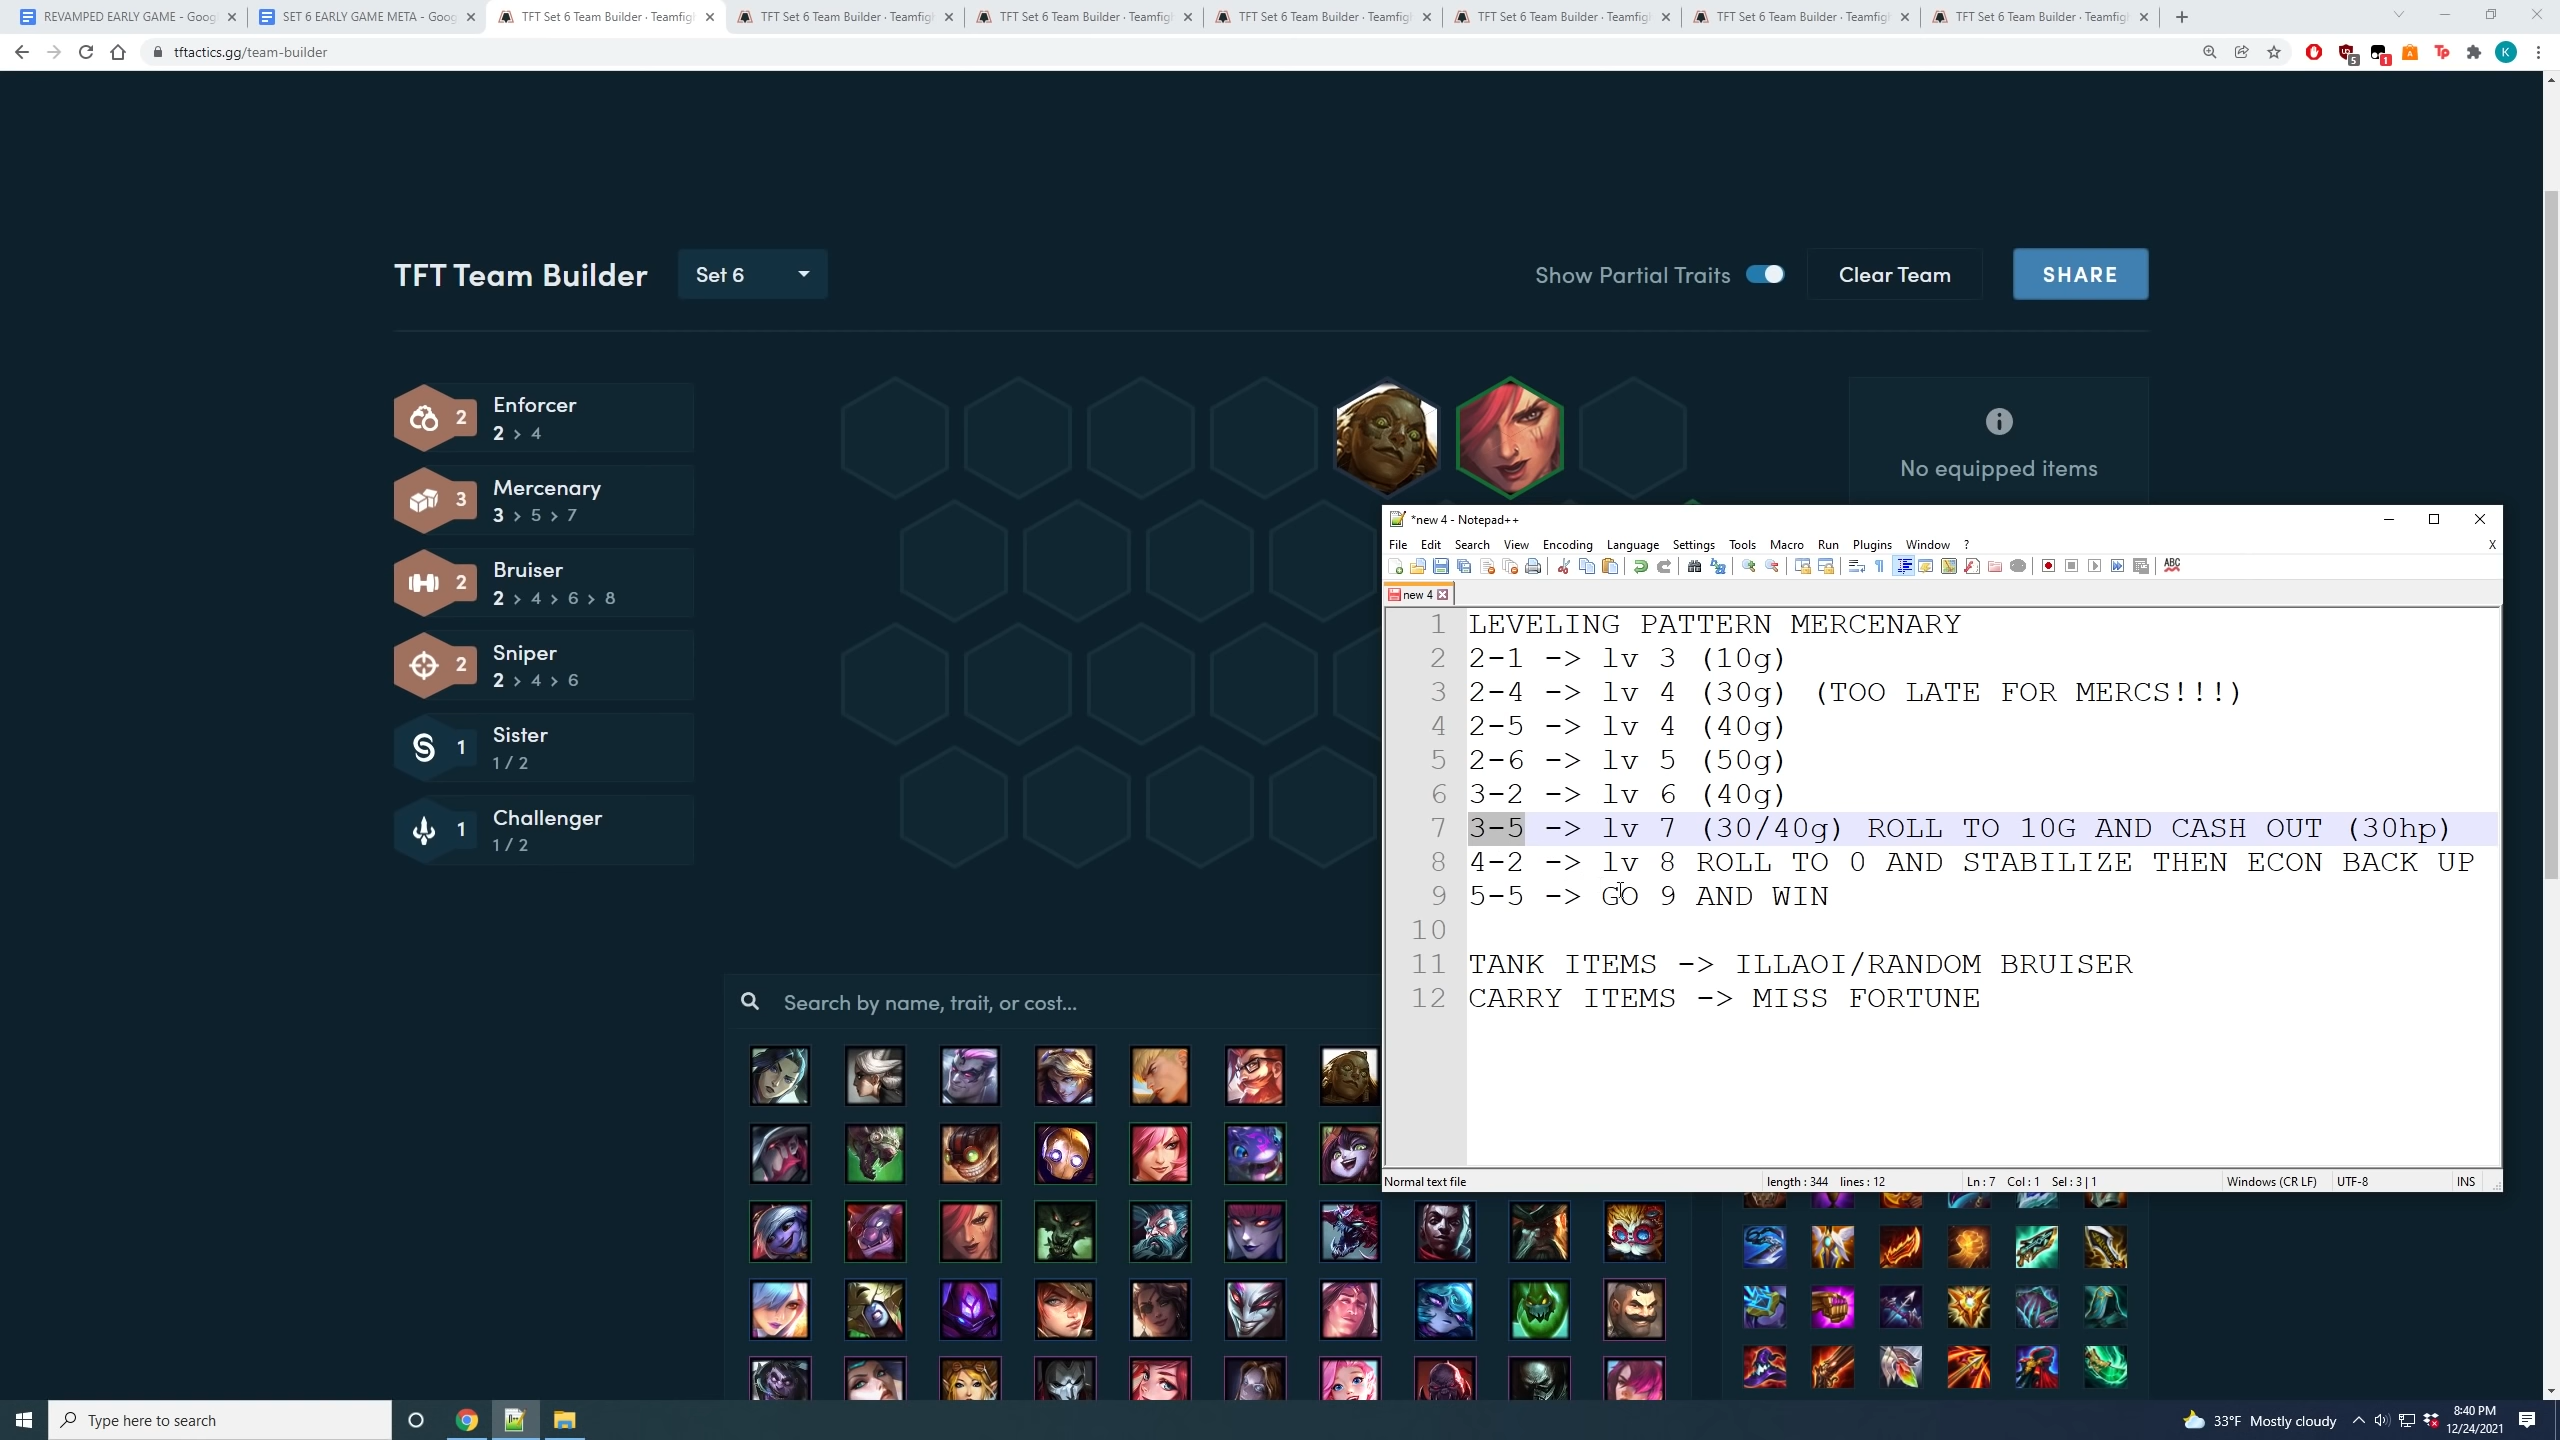 REVAMPED EARLY GAME - Goog
SET 6 EARLY GAME META - Goog
TFT Set 6 Team Builder · Teamfig
TFT Set 6 Team Builder · Teamfig
TFT Set 6 Team Builder · Teamfig
TFT Set 6 Team Builder · Teamfig
TFT Set 6 Team Builder · Teamfig
TFT Set 6 Team Builder · Teamfig
TFT Set 6 Team Builder · Teamfig
tftactics.gg/team-builder
5
1
Tp
K
TFT Team Builder
Set 6
Show Partial Traits
Clear Team
SHARE
2
Enforcer
2 > 4
3
Mercenary
3 > 5 > 7
2
Bruiser
2 > 4 > 6 > 8
2
Sniper
2 > 4 > 6
1
Sister
1 / 2
1
Challenger
1 / 2
No equipped items
*new 4 - Notepad++
File Edit Search View Encoding Language Settings Tools Macro Run Plugins Window ? X
new 4
1 LEVELING PATTERN MERCENARY
2 2-1 -> lv 3 (10g)
3 2-4 -> lv 4 (30g) (TOO LATE FOR MERCS!!!)
4 2-5 -> lv 4 (40g)
5 2-6 -> lv 5 (50g)
6 3-2 -> lv 6 (40g)
7 3-5 -> lv 7 (30/40g) ROLL TO 10G AND CASH OUT (30hp)
8 4-2 -> lv 8 ROLL TO 0 AND STABILIZE THEN ECON BACK UP
9 5-5 -> GO 9 AND WIN
10
11 TANK ITEMS -> ILLAOI/RANDOM BRUISER
12 CARRY ITEMS -> MISS FORTUNE
Normal text file
length : 344 lines : 12
Ln : 7 Col : 1 Sel : 3 | 1
Windows (CR LF)
UTF-8
INS
Search by name, trait, or cost...
Type here to search
33°F Mostly cloudy
8:40 PM
12/24/2021